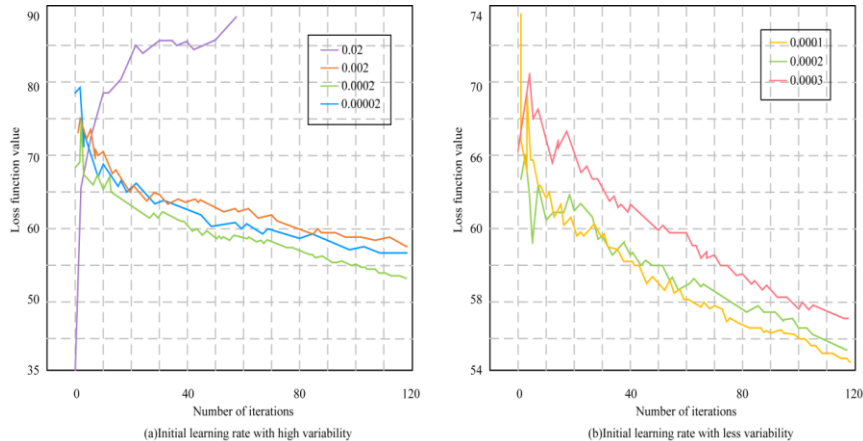 90
80
70
60
50
35
Loss function value
0.02
0.002
0.0002
0.00002
0 40 80 120
Number of iterations
(a)Initial learning rate with high variability
74
70
66
60
58
54
Loss function value
0.0001
0.0002
0.0003
0 40 80 120
Number of iterations
(b)Initial learning rate with less variability